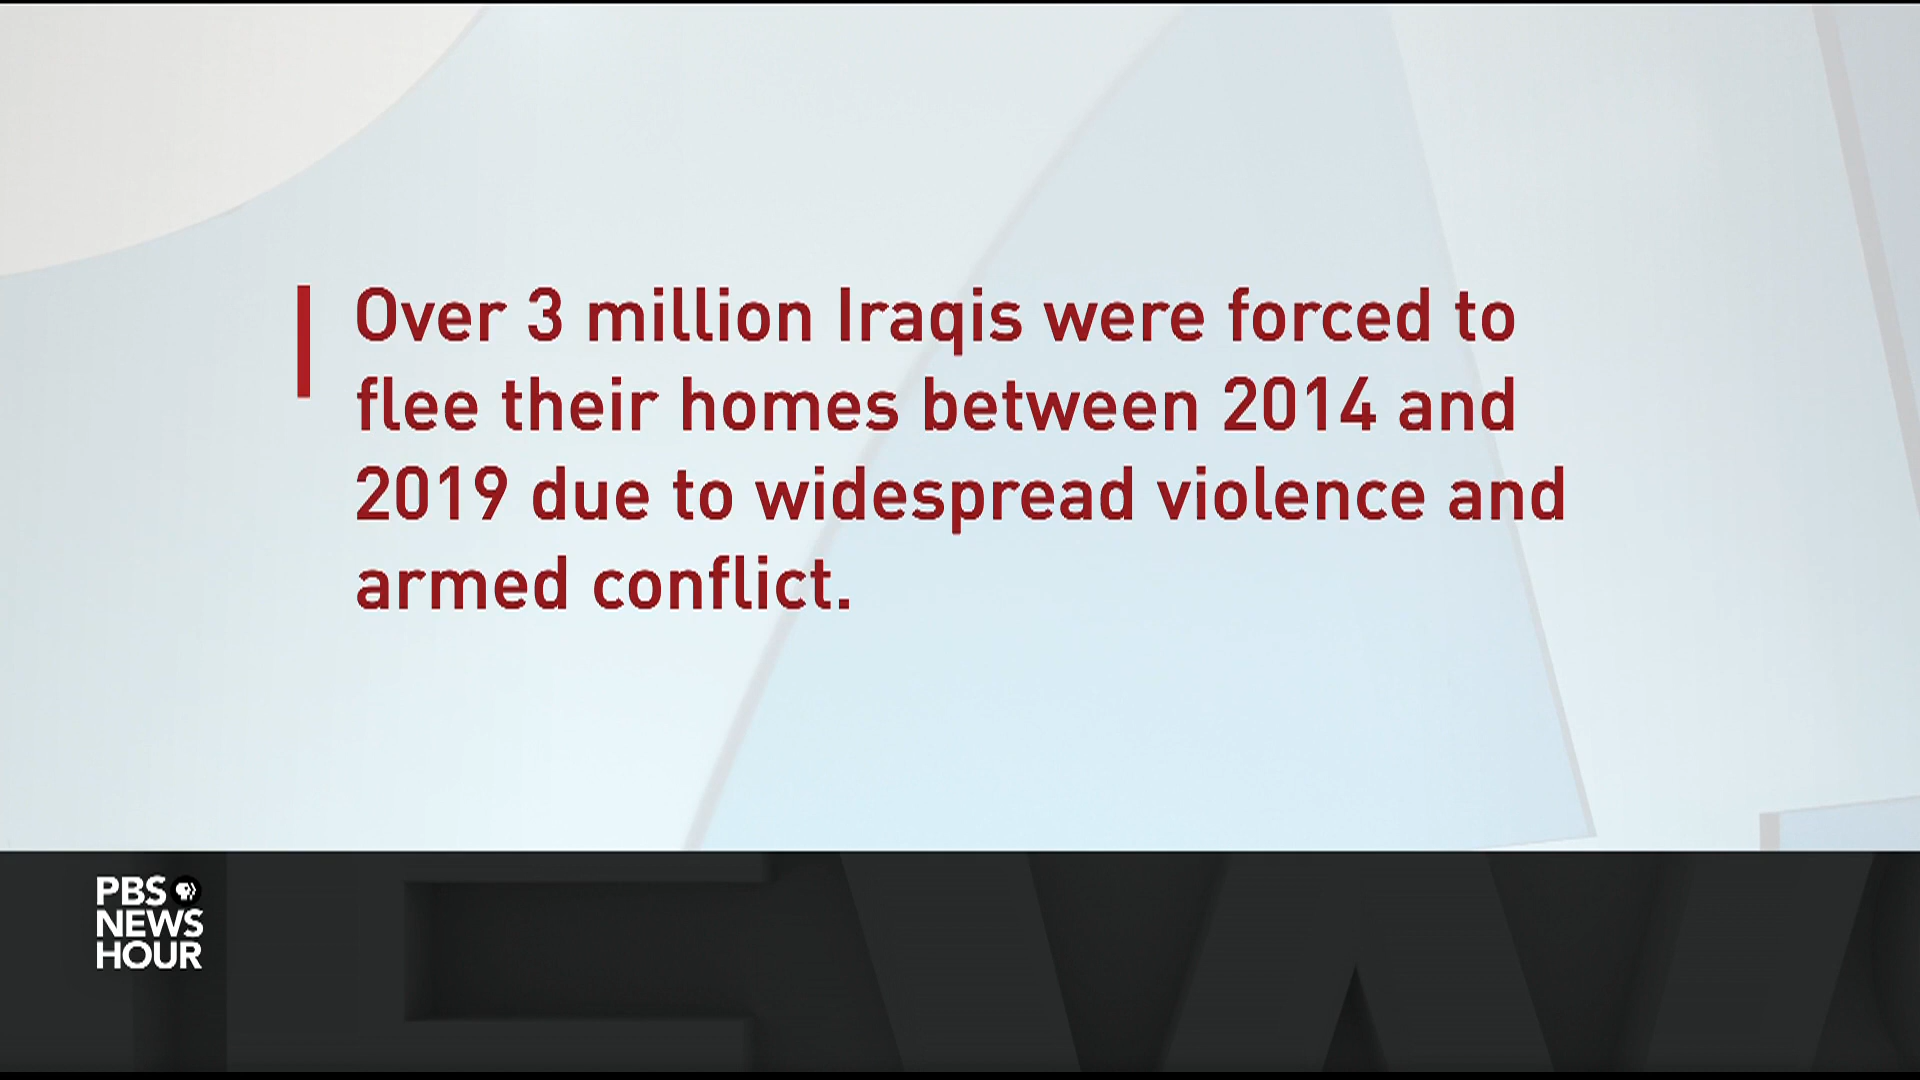 Over 3 million Iraqis were forced to
flee their homes between 2014 and
2019 due to widespread violence and
armed conflict.
PBS
NEWS
HOUR